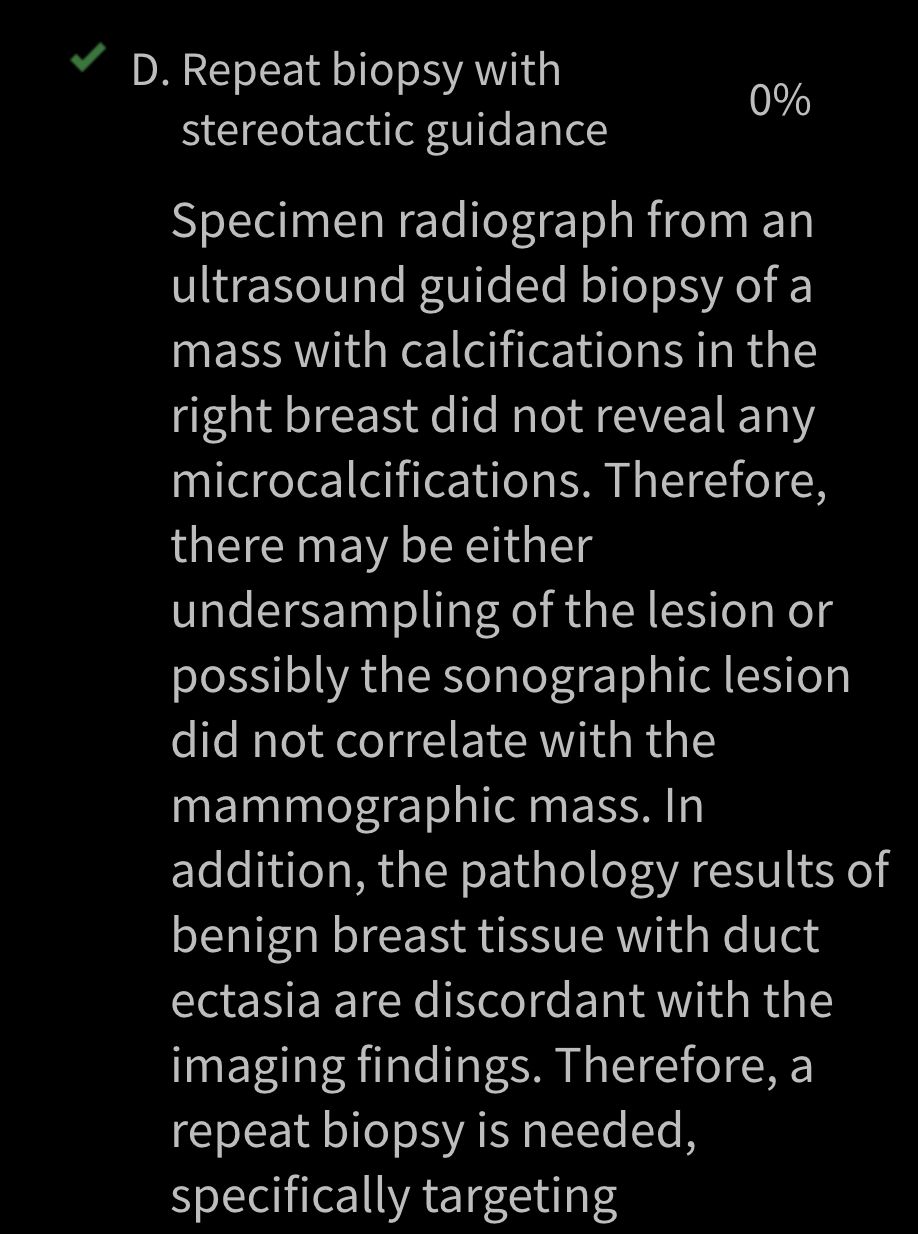 D. Repeat biopsy with
stereotactic guidance
0%
Specimen radiograph from an
ultrasound guided biopsy of a
mass with calcifications in the
right breast did not reveal any
microcalcifications. Therefore,
there may be either
undersampling of the lesion or
possibly the sonographic lesion
did not correlate with the
mammographic mass. In
addition, the pathology results of
benign breast tissue with duct
ectasia are discordant with the
imaging findings. Therefore, a
repeat biopsy is needed,
specifically targeting